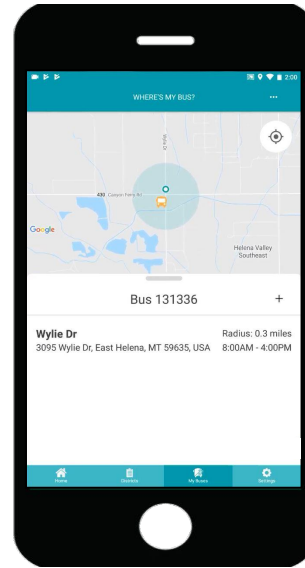 2:00
WHERE'S MY BUS?
Wylie Dr
430 Canyon Ferry Rd
Google
Helena Valley
Southeast
Bus 131336 +
Wylie Dr Radius: 0.3 miles
3095 Wylie Dr, East Helena, MT 59635, USA 8:00AM - 4:00PM
Home Districts My Buses Settings